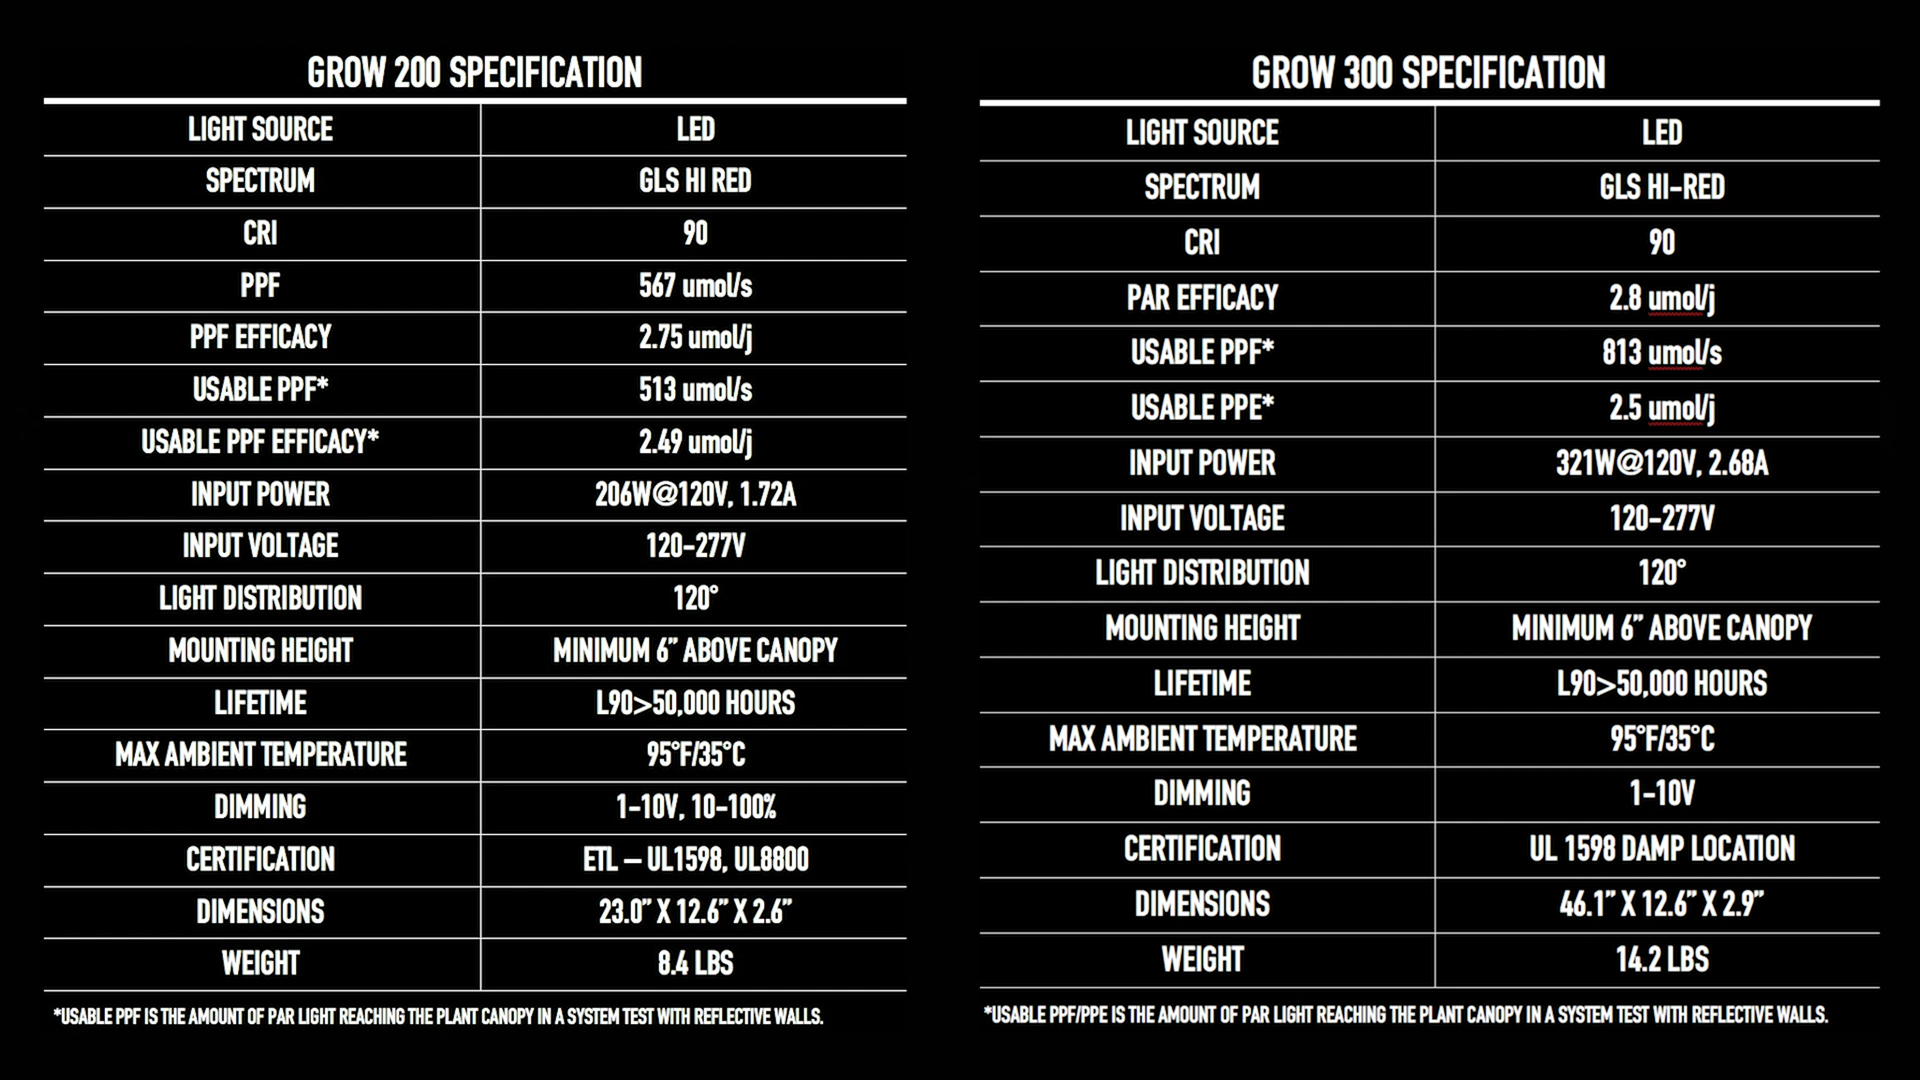 GROW 200 SPECIFICATION
LIGHT SOURCE LED
SPECTRUM GLS HI RED
CRI 90
PPF 567 umol/s
PPF EFFICACY 2.75 umol/j
USABLE PPF* 513 umol/s
USABLE PPF EFFICACY* 2.49 umol/j
INPUT POWER 206W@120V, 1.72A
INPUT VOLTAGE 120-277V
LIGHT DISTRIBUTION 120°
MOUNTING HEIGHT MINIMUM 6” ABOVE CANOPY
LIFETIME L90>50,000 HOURS
MAX AMBIENT TEMPERATURE 95°F/35°C
DIMMING 1-10V, 10-100%
CERTIFICATION ETL – UL1598, UL8800
DIMENSIONS 23.0” X 12.6” X 2.6”
WEIGHT 8.4 LBS
*USABLE PPF IS THE AMOUNT OF PAR LIGHT REACHING THE PLANT CANOPY IN A SYSTEM TEST WITH REFLECTIVE WALLS.
GROW 300 SPECIFICATION
LIGHT SOURCE LED
SPECTRUM GLS HI-RED
CRI 90
PAR EFFICACY 2.8 umol/j
USABLE PPF* 813 umol/s
USABLE PPE* 2.5 umol/j
INPUT POWER 321W@120V, 2.68A
INPUT VOLTAGE 120-277V
LIGHT DISTRIBUTION 120°
MOUNTING HEIGHT MINIMUM 6” ABOVE CANOPY
LIFETIME L90>50,000 HOURS
MAX AMBIENT TEMPERATURE 95°F/35°C
DIMMING 1-10V
CERTIFICATION UL 1598 DAMP LOCATION
DIMENSIONS 46.1” X 12.6” X 2.9”
WEIGHT 14.2 LBS
*USABLE PPF/PPE IS THE AMOUNT OF PAR LIGHT REACHING THE PLANT CANOPY IN A SYSTEM TEST WITH REFLECTIVE WALLS.